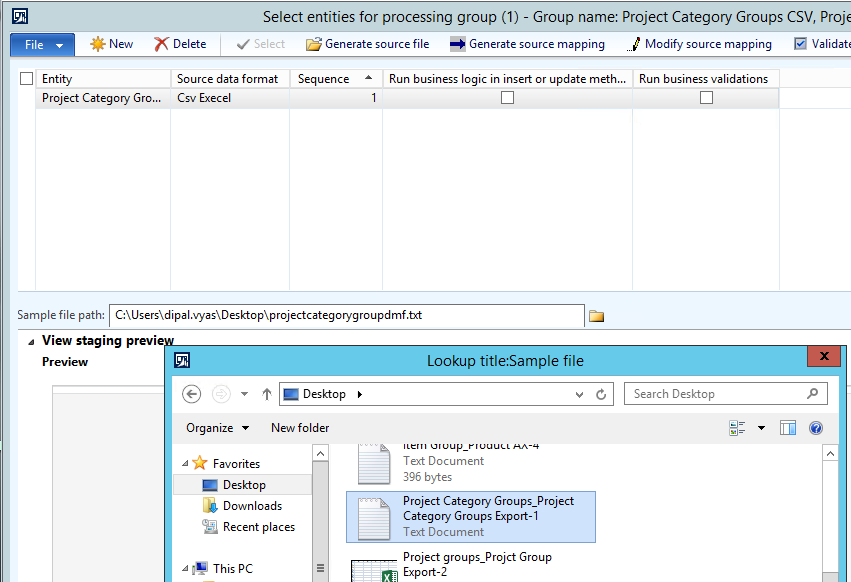 Select entities for processing group (1) - Group name: Project Category Groups CSV, Proje
File New Delete Select Generate source file Generate source mapping Modify source mapping Validate
Entity Source data format Sequence Run business logic in insert or update meth... Run business validations
Project Category Gro... Csv Execel 1
Sample file path: C:\Users\dipal.vyas\Desktop\projectcategorygroupdmf.txt
View staging preview
Preview
Lookup title:Sample file
Desktop Search Desktop
Organize New folder
Item Group_Product AX-4
Text Document
396 bytes
Favorites
Desktop
Downloads
Recent places
This PC
Project Category Groups_Project
Category Groups Export-1
Text Document
Project groups_Projct Group
Export-2